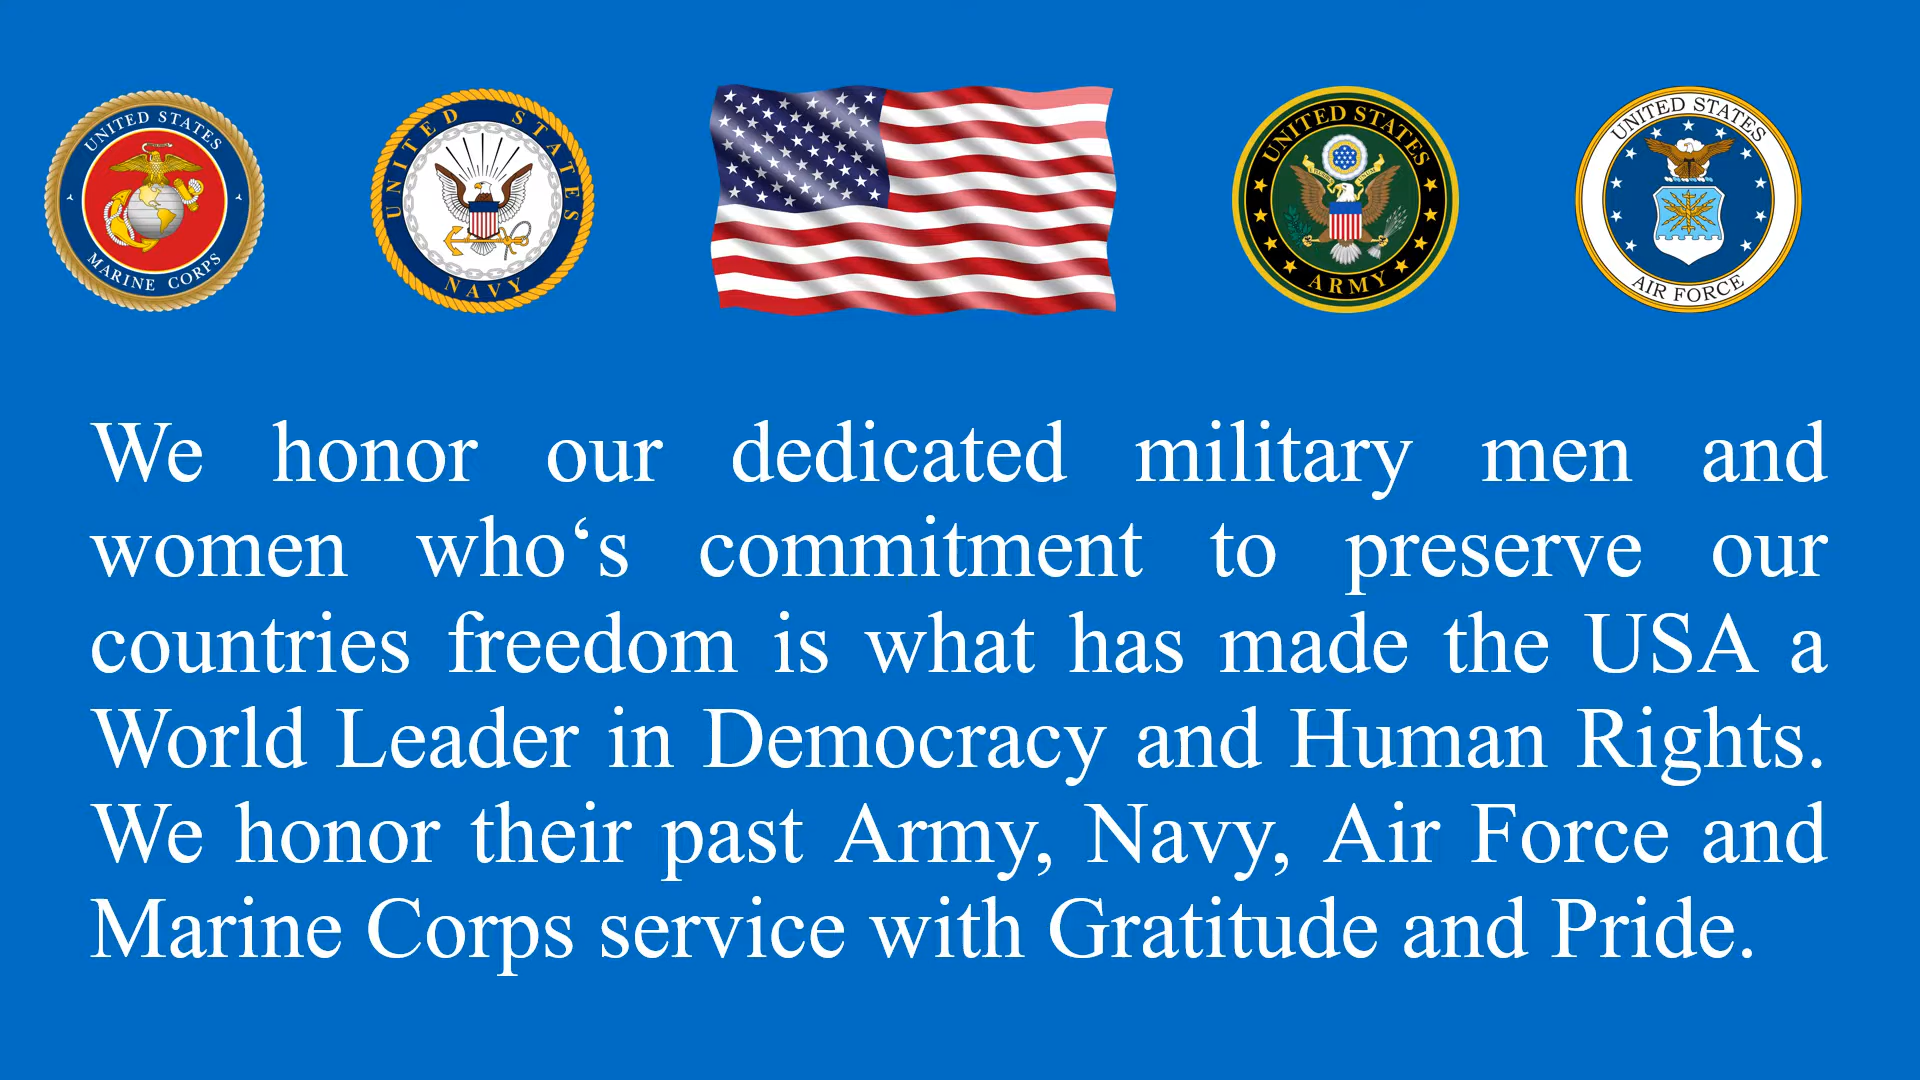 UNITED STATES
MARINE CORPS
UNITED STATES
NAVY
UNITED STATES
ARMY
UNITED STATES
AIR FORCE
We honor our dedicated military men and
women who‘s commitment to preserve our
countries freedom is what has made the USA a
World Leader in Democracy and Human Rights.
We honor their past Army, Navy, Air Force and
Marine Corps service with Gratitude and Pride.